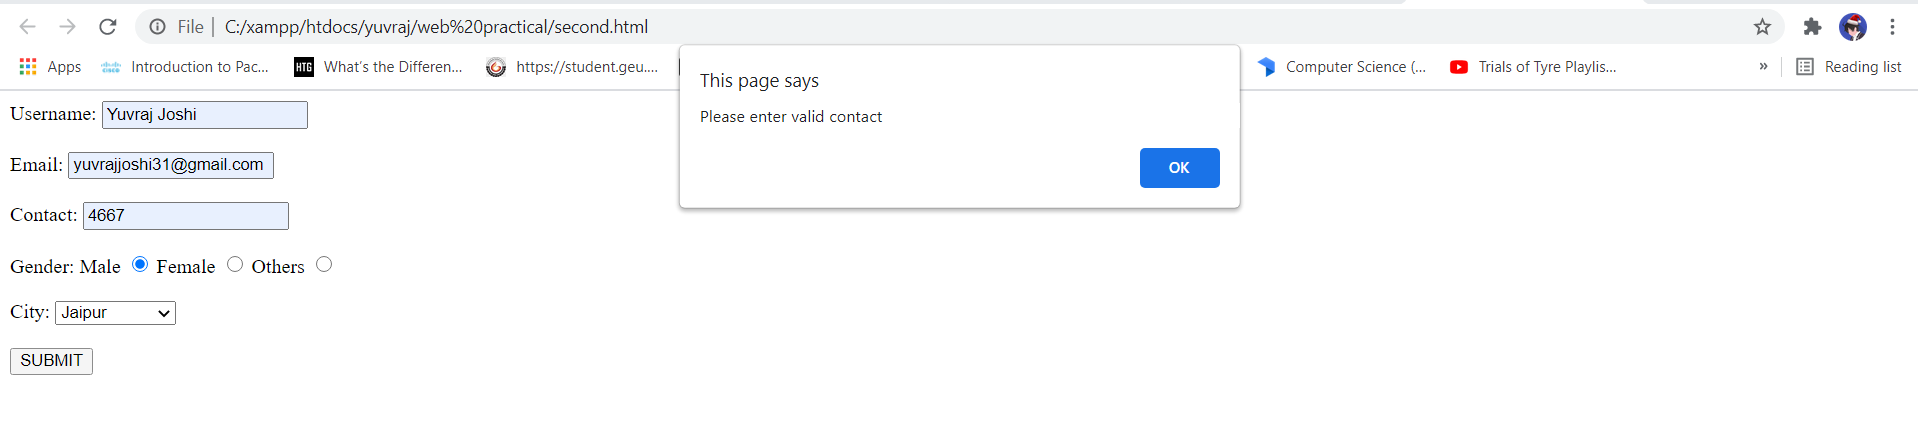 File | C:/xampp/htdocs/yuvraj/web%20practical/second.html
Apps Introduction to Pac... HTG What's the Differen... https://student.geu.... Computer Science (... Trials of Tyre Playlis... » Reading list
This page says
Please enter valid contact
OK
Username: Yuvraj Joshi
Email: yuvrajjoshi31@gmail.com
Contact: 4667
Gender: Male Female Others
City: Jaipur
SUBMIT